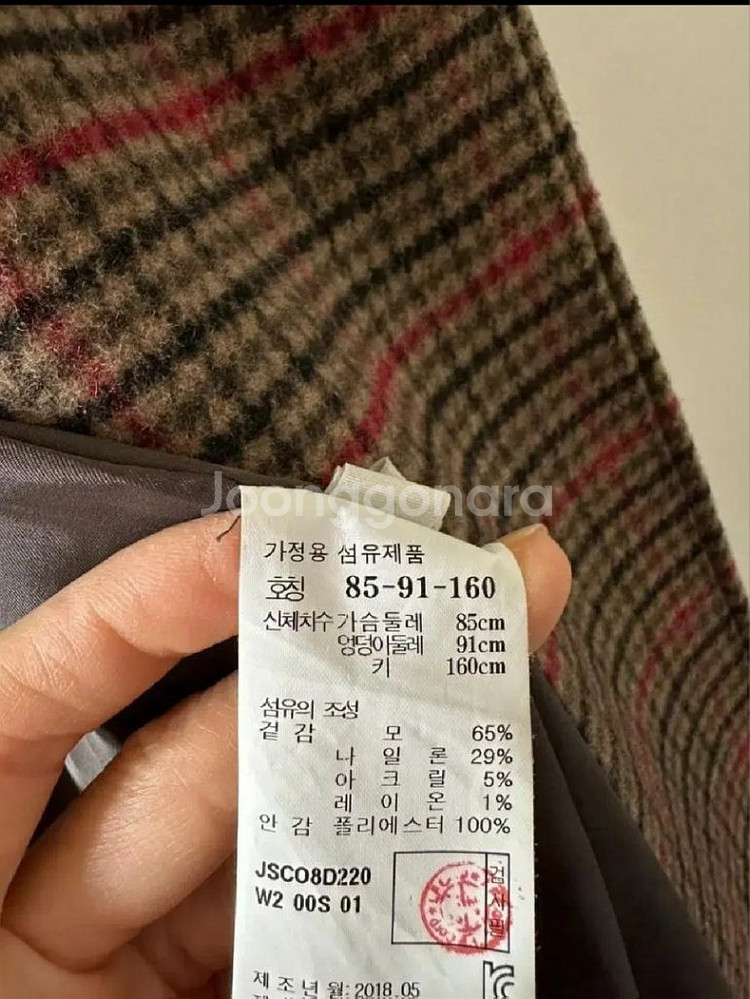 Joonggonara
가정용 섬유제품
호칭 85-91-160
신체치수 가슴둘레 85cm
엉덩이둘레 91cm
키 160cm
섬유의 조성
겉감 모 65%
나일론 29%
아크릴 5%
레이온 1%
안감 폴리에스터 100%
JSCO8D220
W2 00S 01
검사필
제조년월: 2018.05